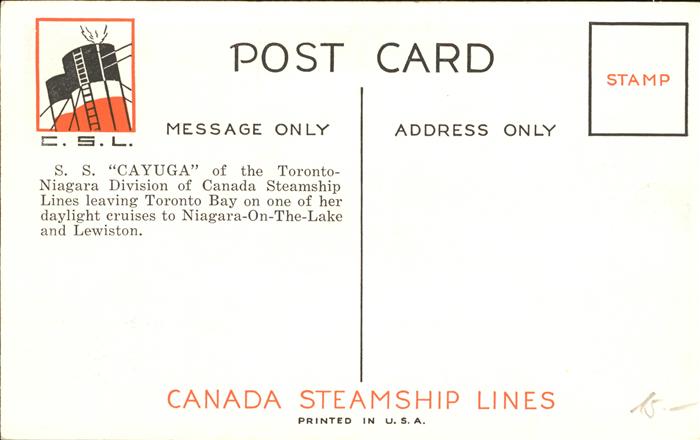 POST CARD
STAMP
C. S. L.
MESSAGE ONLY
ADDRESS ONLY
S. S. "CAYUGA" of the Toronto-
Niagara Division of Canada Steamship
Lines leaving Toronto Bay on one of her
daylight cruises to Niagara-On-The-Lake
and Lewiston.
CANADA STEAMSHIP LINES
PRINTED IN U. S. A.
15-